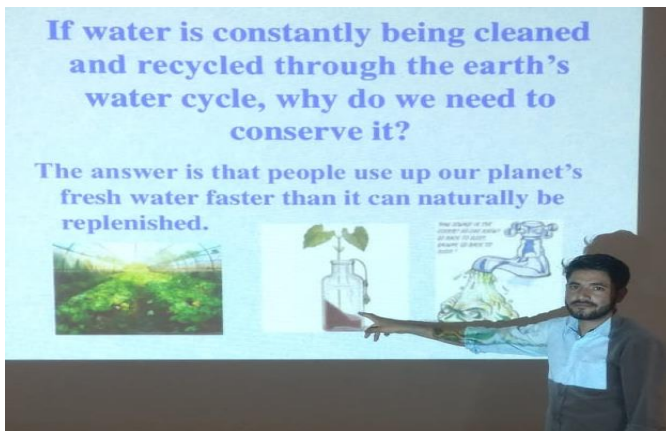 If water is constantly being cleaned
and recycled through the earth's
water cycle, why do we need to
conserve it?
The answer is that people use up our planet's
fresh water faster than it can naturally be
replenished.